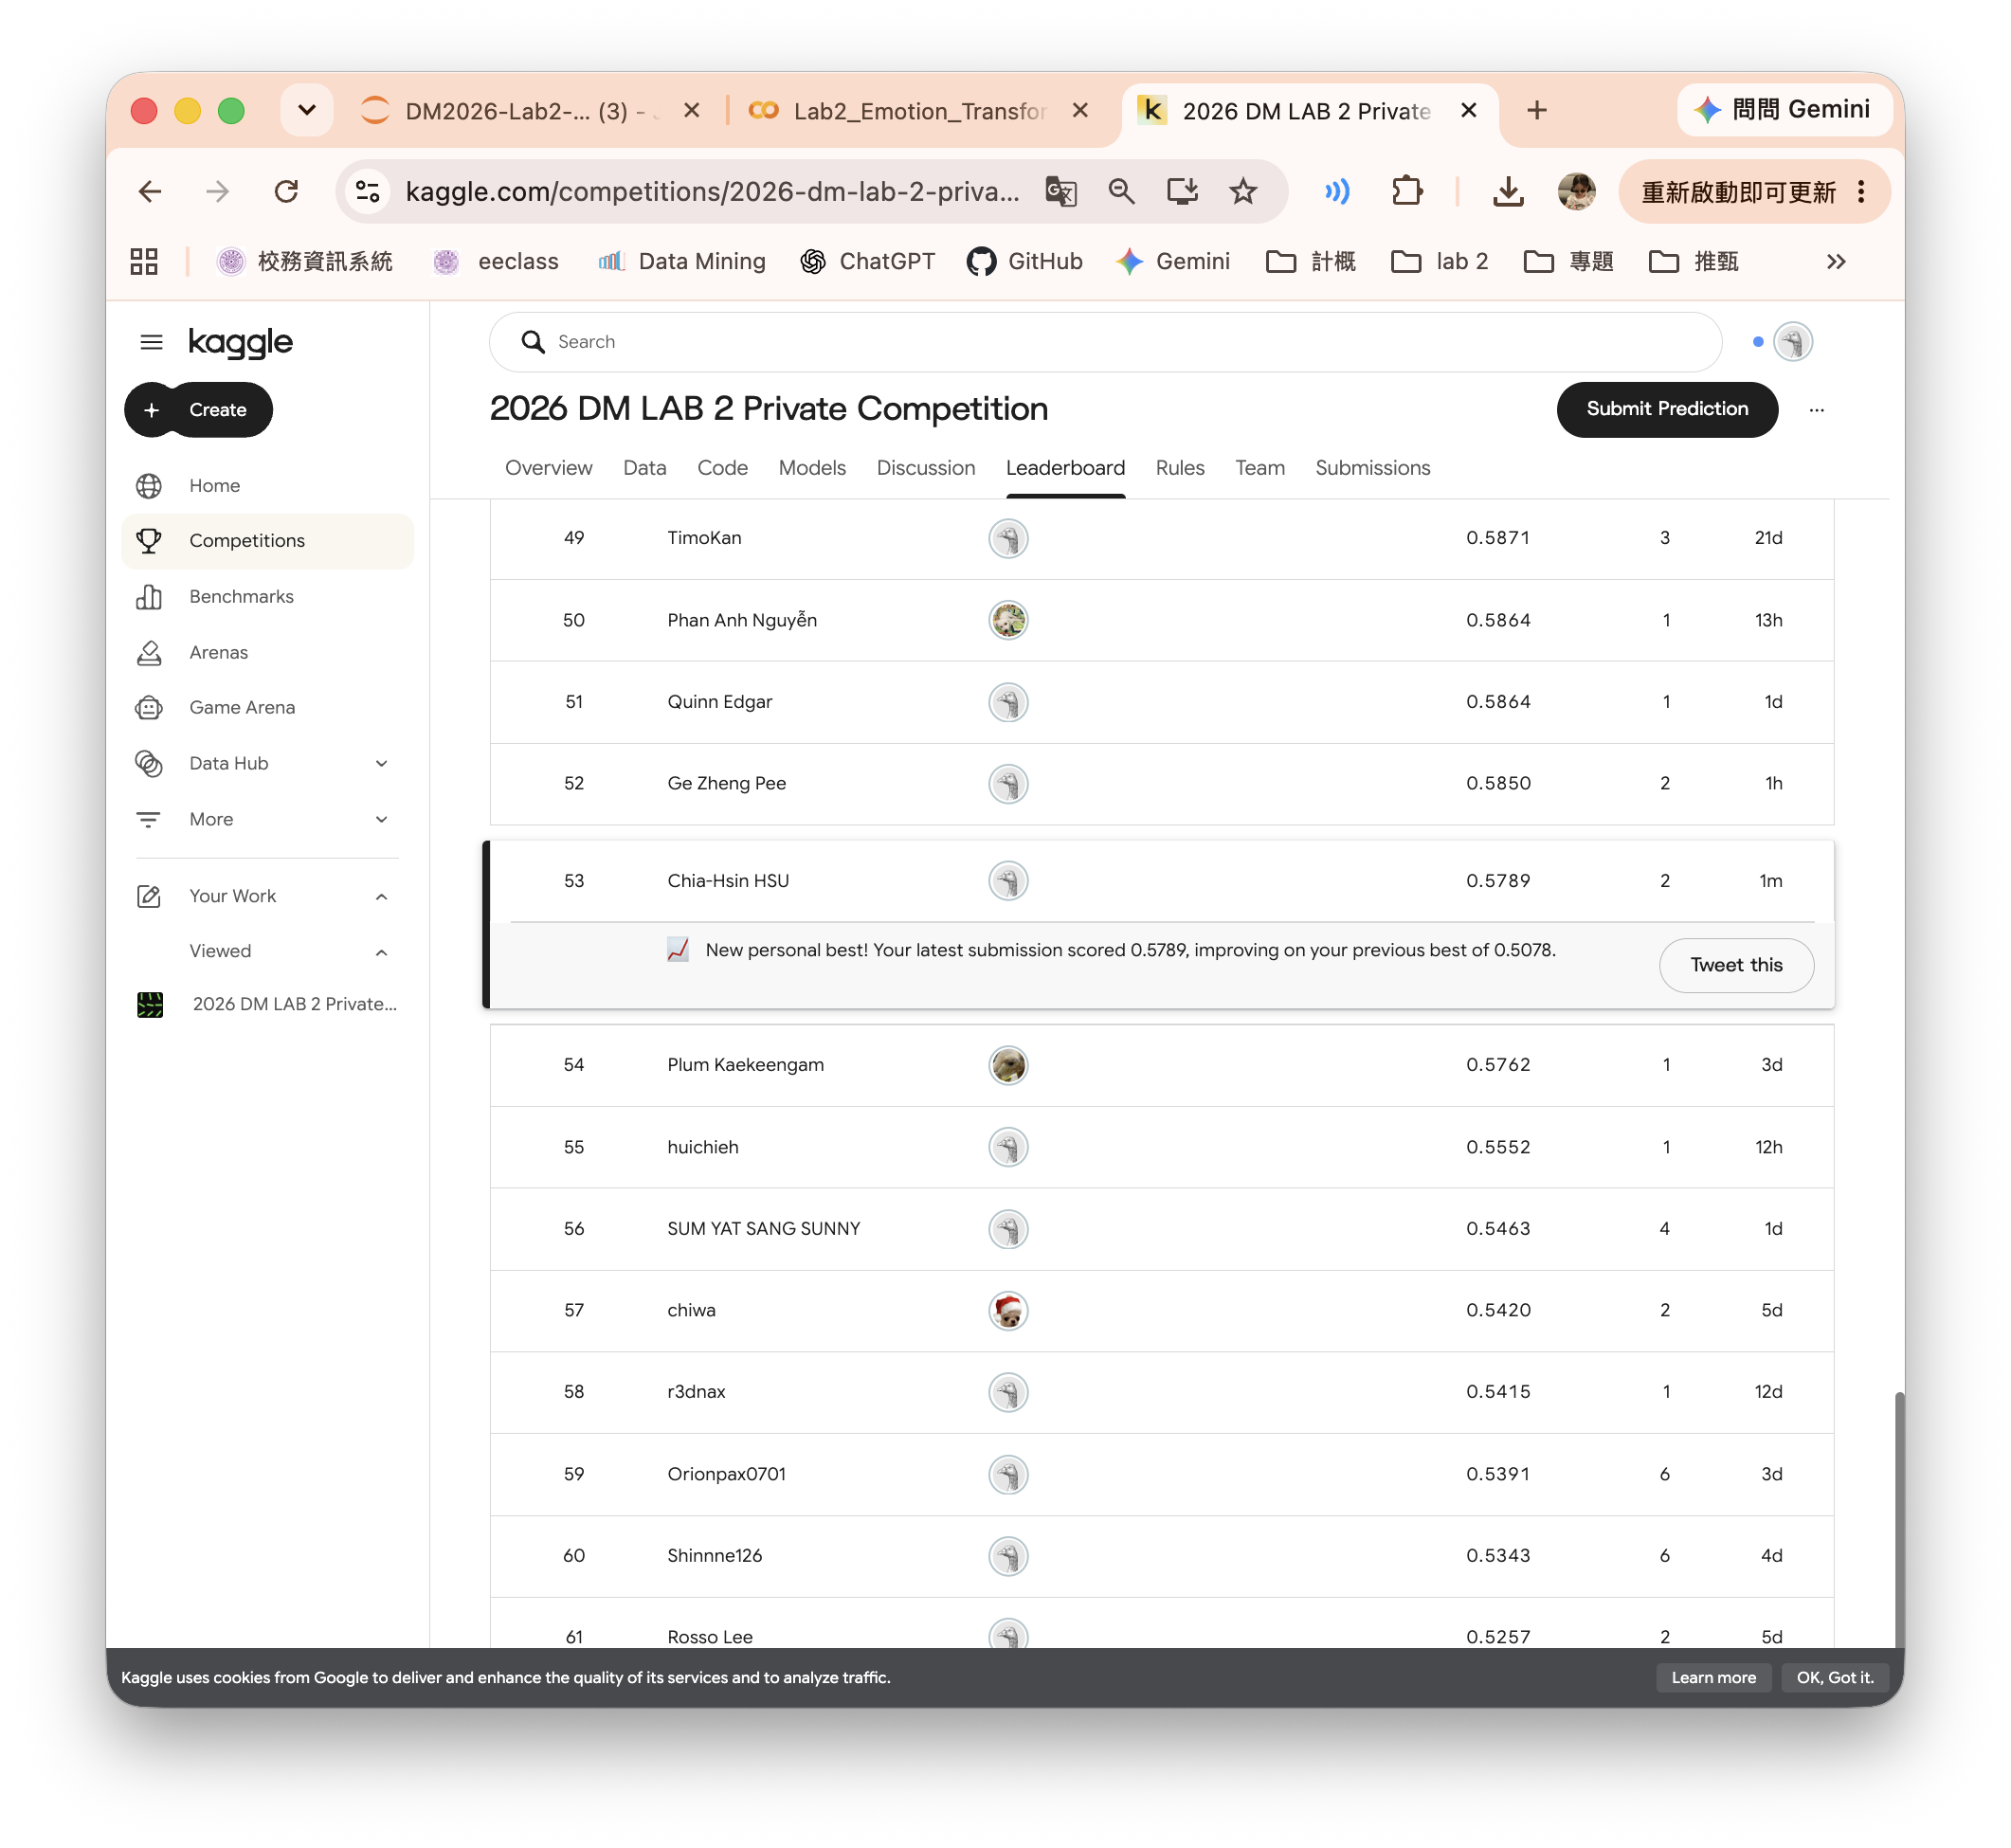 DM2026-Lab2-... (3) -
Lab2_Emotion_Transfor
2026 DM LAB 2 Private
問問 Gemini
kaggle.com/competitions/2026-dm-lab-2-priva...
重新啟動即可更新
校務資訊系統
eeclass
Data Mining
ChatGPT
GitHub
Gemini
計概
lab 2
專題
推甄
kaggle
Search
Create
2026 DM LAB 2 Private Competition
Submit Prediction
Overview Data Code Models Discussion Leaderboard Rules Team Submissions
Home
Competitions
Benchmarks
Arenas
Game Arena
Data Hub
More
Your Work
Viewed
2026 DM LAB 2 Private...
49 TimoKan 0.5871 3 21d
50 Phan Anh Nguyễn 0.5864 1 13h
51 Quinn Edgar 0.5864 1 1d
52 Ge Zheng Pee 0.5850 2 1h
53 Chia-Hsin HSU 0.5789 2 1m
New personal best! Your latest submission scored 0.5789, improving on your previous best of 0.5078.
Tweet this
54 Plum Kaekeengam 0.5762 1 3d
55 huichieh 0.5552 1 12h
56 SUM YAT SANG SUNNY 0.5463 4 1d
57 chiwa 0.5420 2 5d
58 r3dnax 0.5415 1 12d
59 Orionpax0701 0.5391 6 3d
60 Shinnne126 0.5343 6 4d
61 Rosso Lee 0.5257 2 5d
Kaggle uses cookies from Google to deliver and enhance the quality of its services and to analyze traffic.
Learn more
OK, Got it.